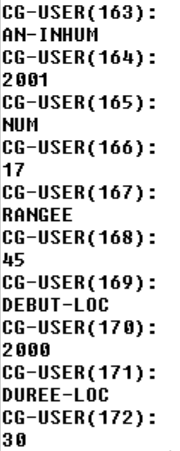 CG-USER(163):
AN-INHUM
CG-USER(164):
2001
CG-USER(165):
NUM
CG-USER(166):
17
CG-USER(167):
RANGEE
CG-USER(168):
45
CG-USER(169):
DEBUT-LOC
CG-USER(170):
2000
CG-USER(171):
DUREE-LOC
CG-USER(172):
30